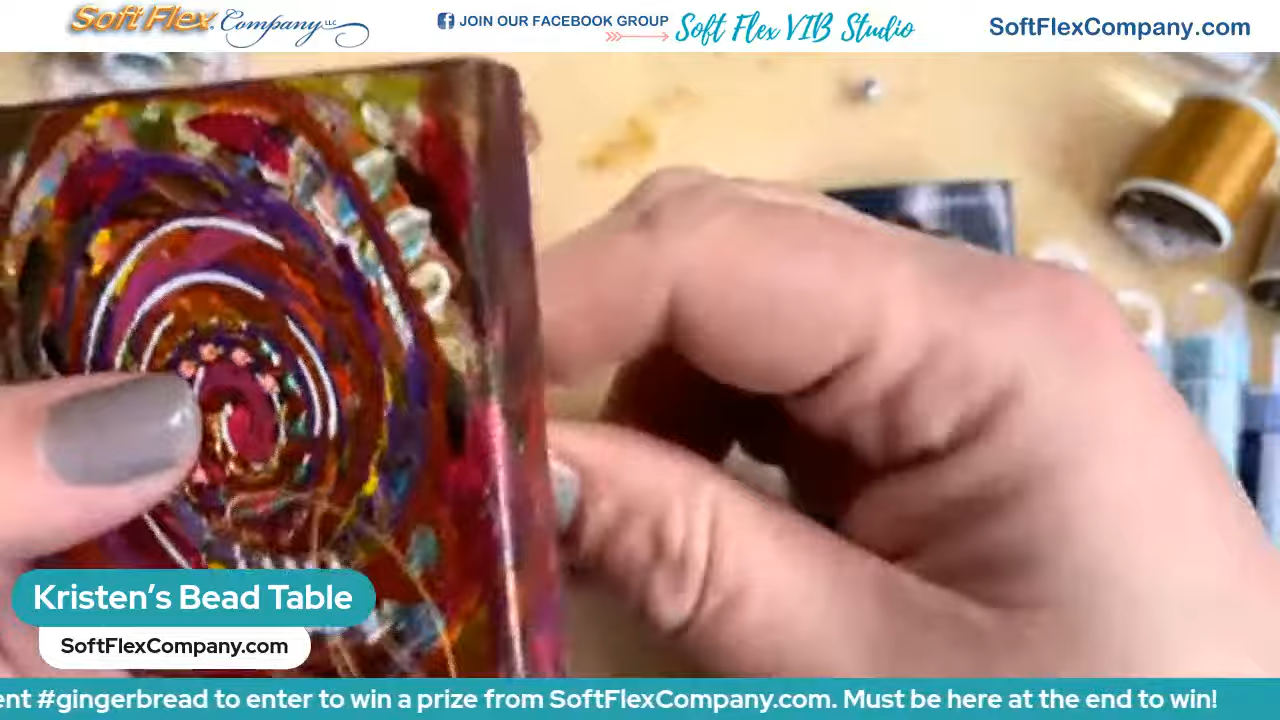 Soft Flex Company LLC
JOIN OUR FACEBOOK GROUP
Soft Flex VIB Studio
SoftFlexCompany.com
Kristen's Bead Table
SoftFlexCompany.com
ent #gingerbread to enter to win a prize from SoftFlexCompany.com. Must be here at the end to win!